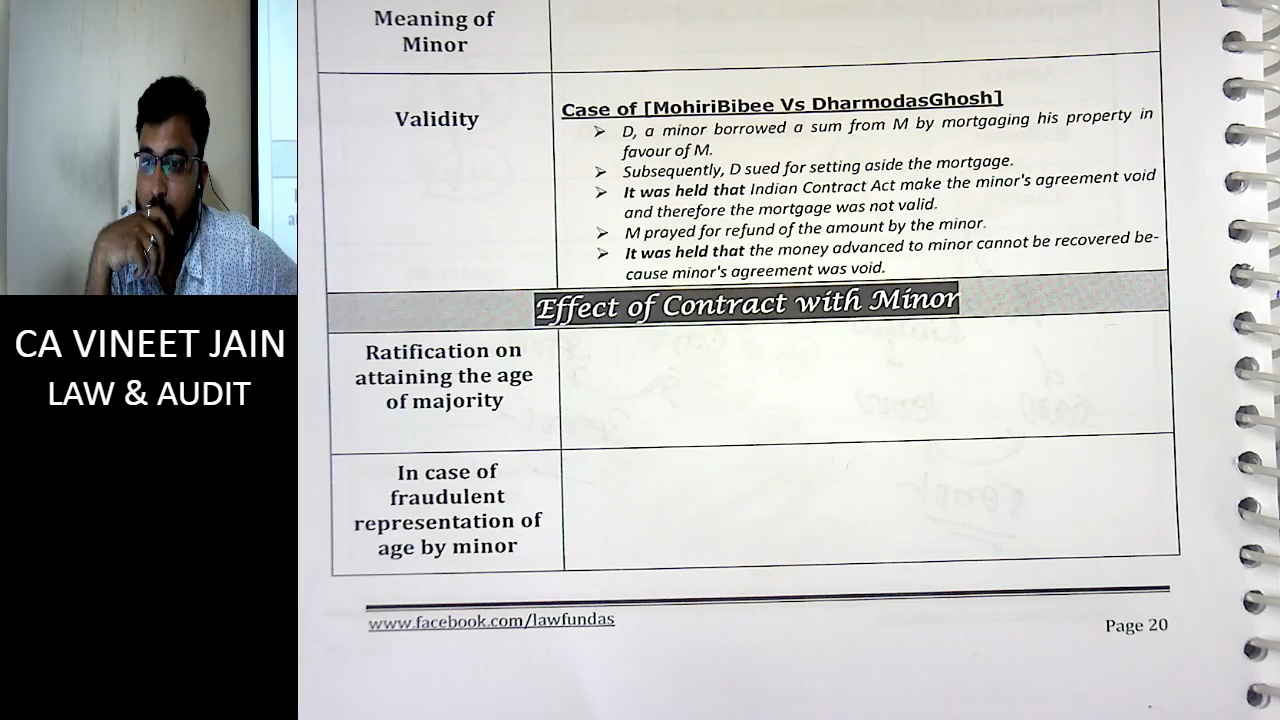 CA VINEET JAIN
LAW & AUDIT
Meaning of
Minor
Validity
Case of [MohiriBibee Vs DharmodasGhosh]
➢ D, a minor borrowed a sum from M by mortgaging his property in
favour of M.
➢ Subsequently, D sued for setting aside the mortgage.
➢ It was held that Indian Contract Act make the minor's agreement void
and therefore the mortgage was not valid.
➢ M prayed for refund of the amount by the minor.
➢ It was held that the money advanced to minor cannot be recovered be-
cause minor's agreement was void.
Effect of Contract with Minor
Ratification on
attaining the age
of majority
In case of
fraudulent
representation of
age by minor
www.facebook.com/lawfundas
Page 20